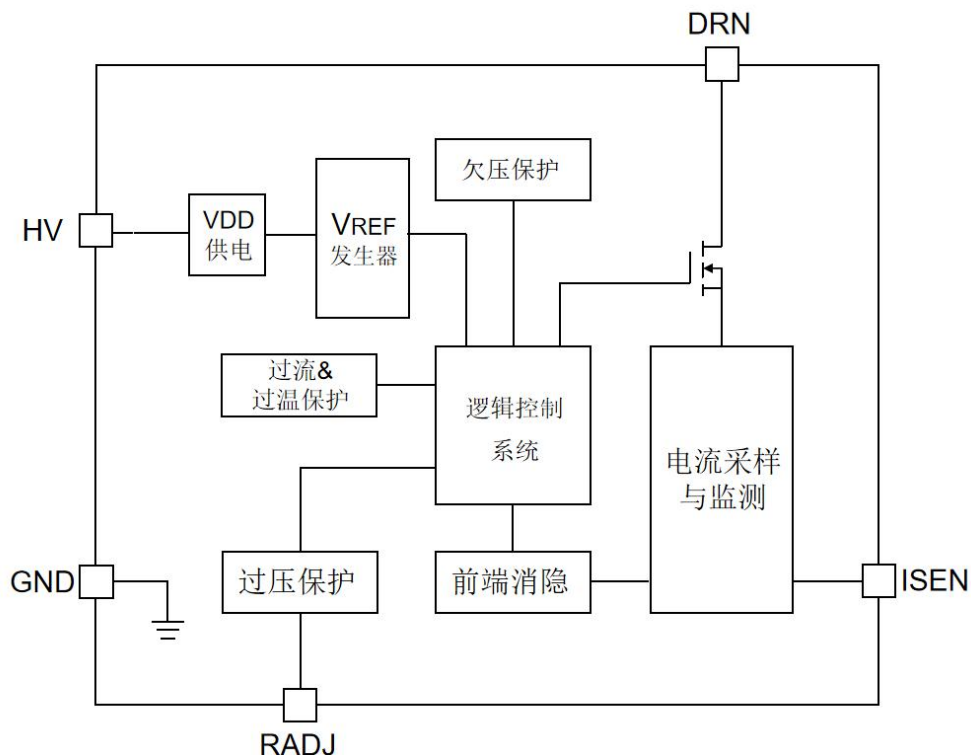 DRN
欠压保护
HV
VDD
供电
VREF
发生器
过流&
过温保护
逻辑控制
系统
电流采样
与监测
GND
过压保护
前端消隐
ISEN
RADJ